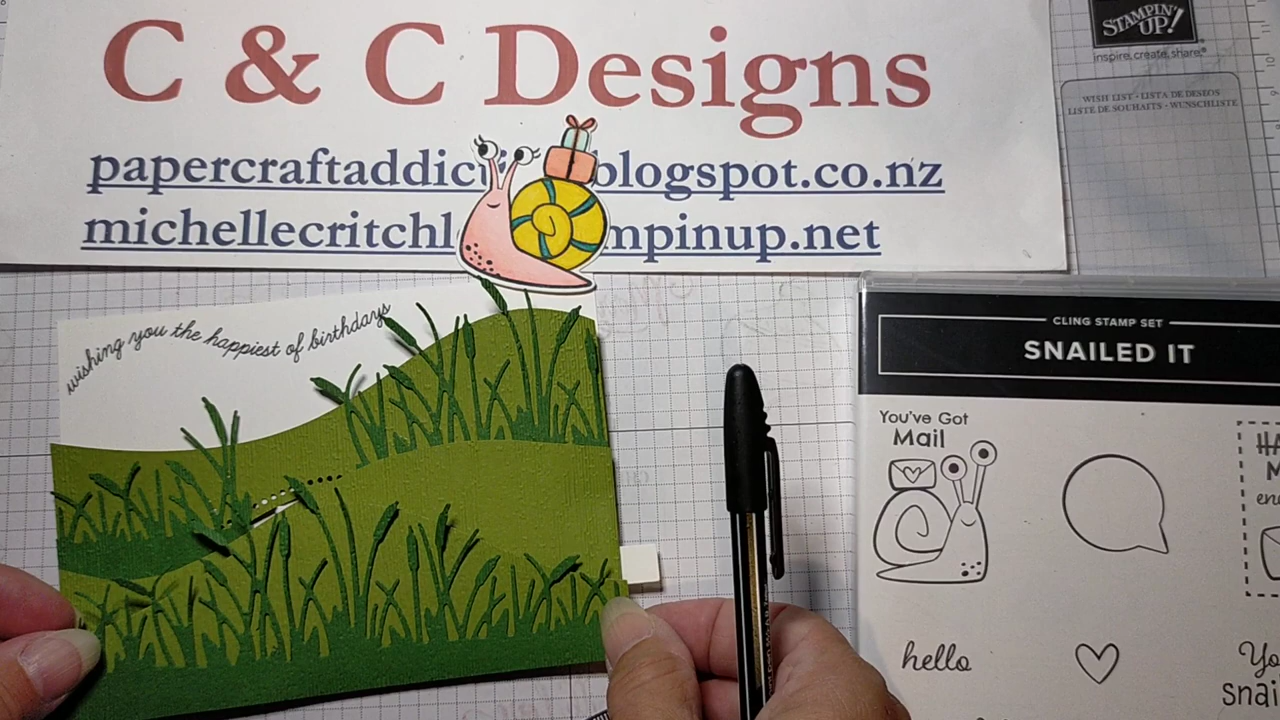 C & C Designs
papercraftaddic blogspot.co.nz
michellecritchl mpinup.net
STAMPIN' UP!
inspire. create. share.
WISH LIST • LISTA DE DESEOS
LISTE DE SOUHAITS • WUNSCHLISTE
wishing you the happiest of birthdays
CLING STAMP SET
SNAILED IT
You've Got
Mail
hello